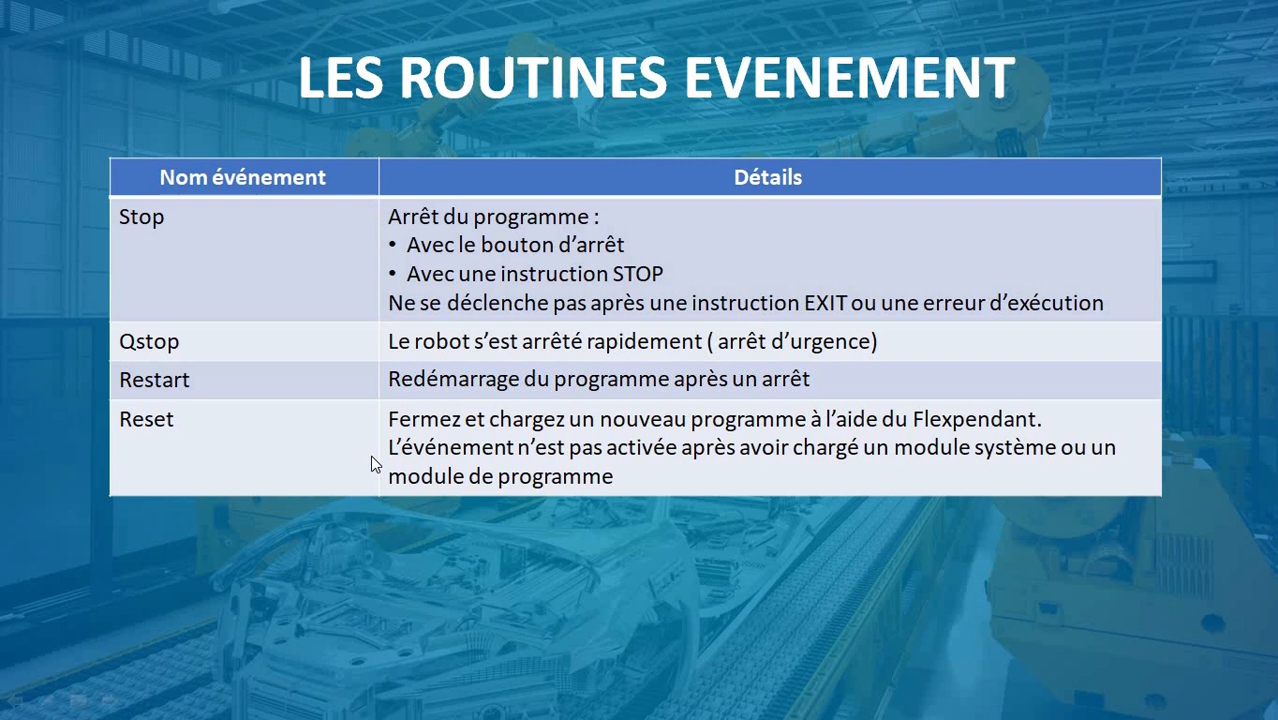 LES ROUTINES EVENEMENT
Nom événement
Détails
Stop
Arrêt du programme :
• Avec le bouton d’arrêt
• Avec une instruction STOP
Ne se déclenche pas après une instruction EXIT ou une erreur d’exécution
Qstop
Le robot s’est arrêté rapidement ( arrêt d’urgence)
Restart
Redémarrage du programme après un arrêt
Reset
Fermez et chargez un nouveau programme à l’aide du Flexpendant.
L’événement n’est pas activée après avoir chargé un module système ou un
module de programme